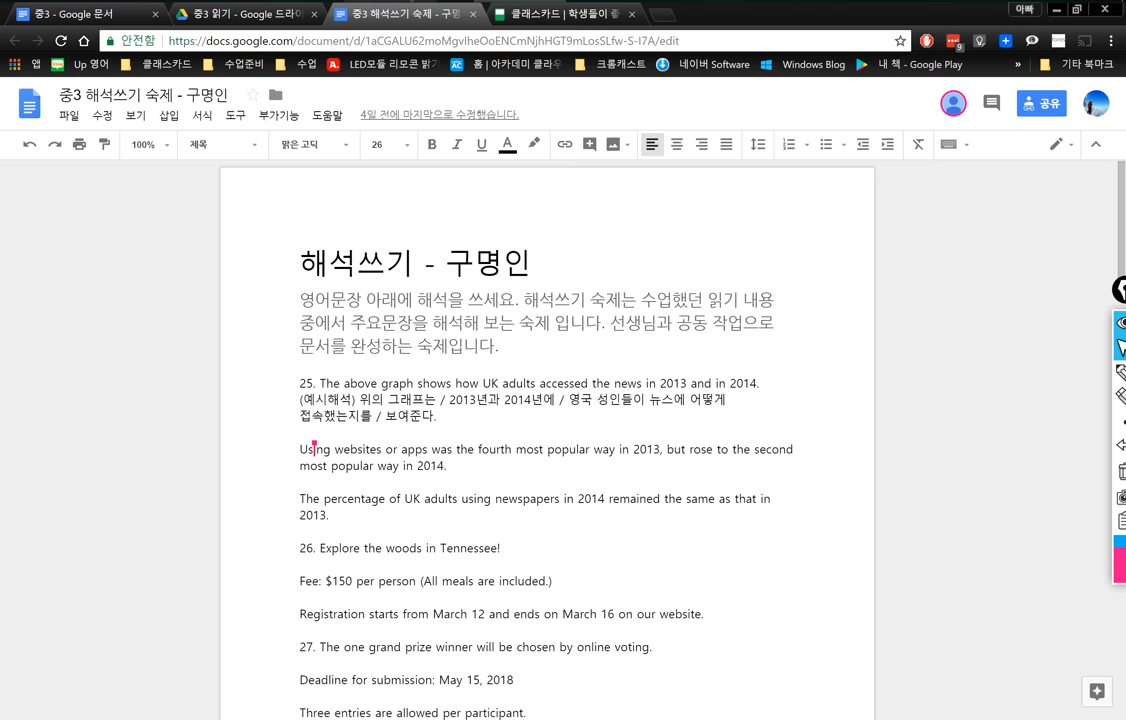 중3 - Google 문서
중3 읽기 - Google 드라이
중3 해석쓰기 숙제 - 구명
클래스카드 | 학생들이 좋
아빠
안전함
https://docs.google.com/document/d/1aCGALU62moMgvIheOoENCmNjhHGT9mLosSLfw-S-I7A/edit
앱
Up 영어
클래스카드
수업준비
수업
LED모듈 리모콘 밝기
홈 | 아카데미 클라우
크롬캐스트
네이버 Software
Windows Blog
내 책 - Google Play
»
기타 북마크
중3 해석쓰기 숙제 - 구명인
파일 수정 보기 삽입 서식 도구 부가기능 도움말 4일 전에 마지막으로 수정했습니다.
공유
100% 제목 맑은 고딕 26 B I U A
해석쓰기 - 구명인
영어문장 아래에 해석을 쓰세요. 해석쓰기 숙제는 수업했던 읽기 내용
중에서 주요문장을 해석해 보는 숙제 입니다. 선생님과 공동 작업으로
문서를 완성하는 숙제입니다.
25. The above graph shows how UK adults accessed the news in 2013 and in 2014.
(예시해석) 위의 그래프는 / 2013년과 2014년에 / 영국 성인들이 뉴스에 어떻게
접속했는지를 / 보여준다.
Using websites or apps was the fourth most popular way in 2013, but rose to the second
most popular way in 2014.
The percentage of UK adults using newspapers in 2014 remained the same as that in
2013.
26. Explore the woods in Tennessee!
Fee: $150 per person (All meals are included.)
Registration starts from March 12 and ends on March 16 on our website.
27. The one grand prize winner will be chosen by online voting.
Deadline for submission: May 15, 2018
Three entries are allowed per participant.